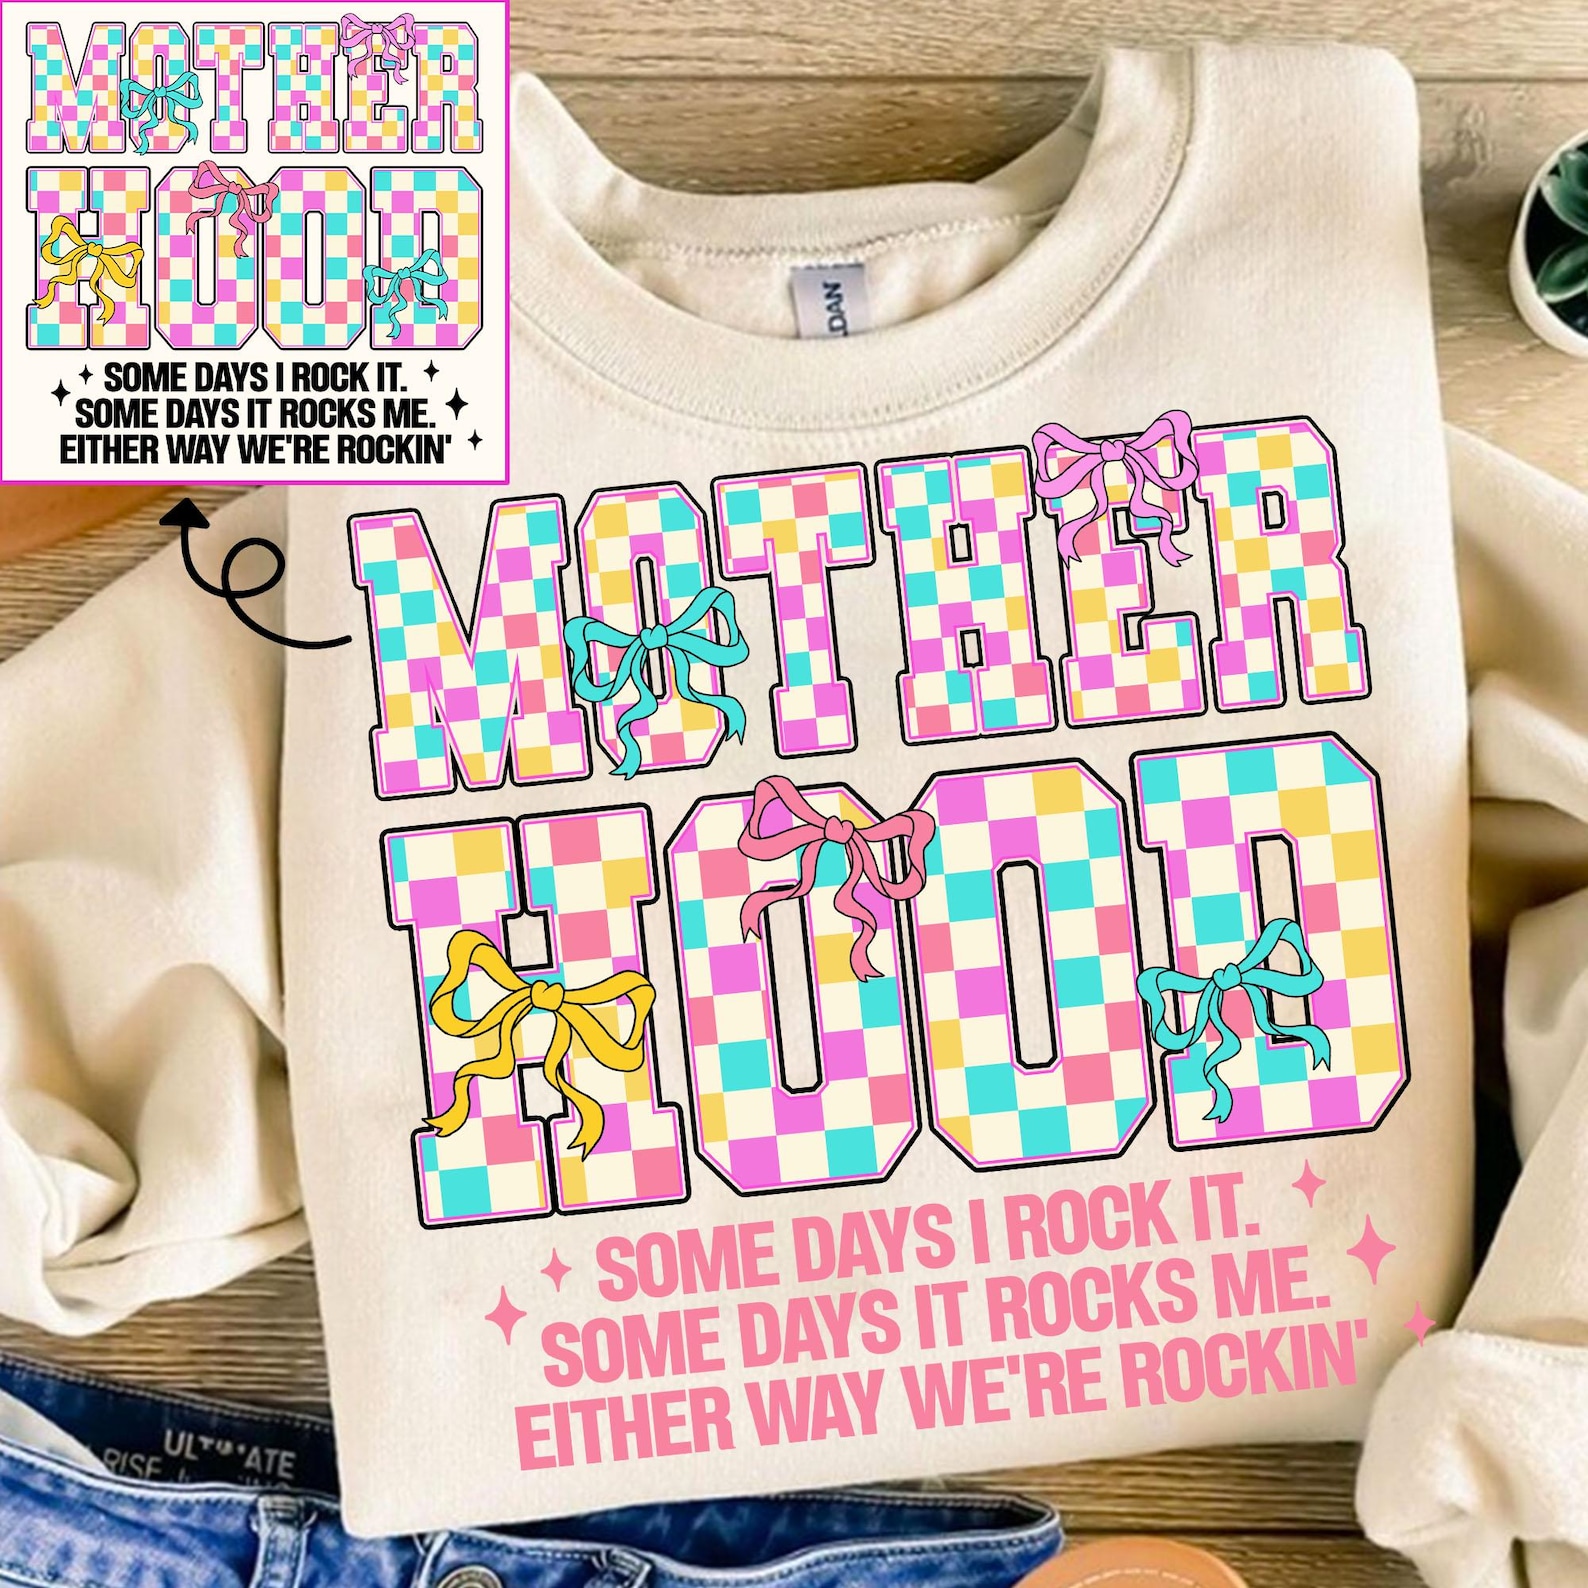 MOTHER
HOOD
SOME DAYS I ROCK IT.
SOME DAYS IT ROCKS ME.
EITHER WAY WE'RE ROCKIN'
MOTHER
HOOD
SOME DAYS I ROCK IT.
SOME DAYS IT ROCKS ME.
EITHER WAY WE'RE ROCKIN'